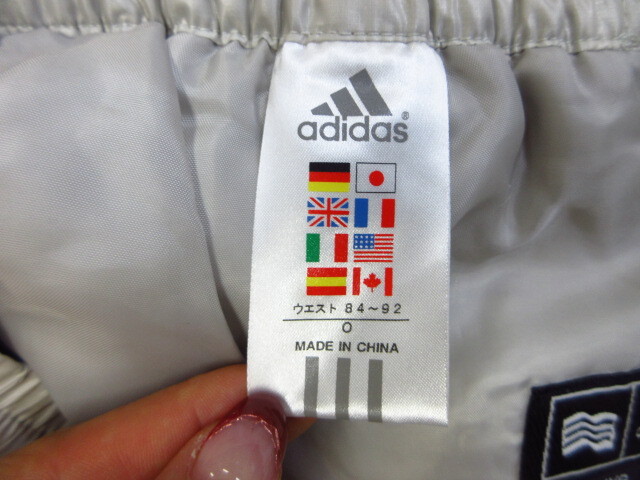 adidas®
ウエスト 84～92
O
MADE IN CHINA